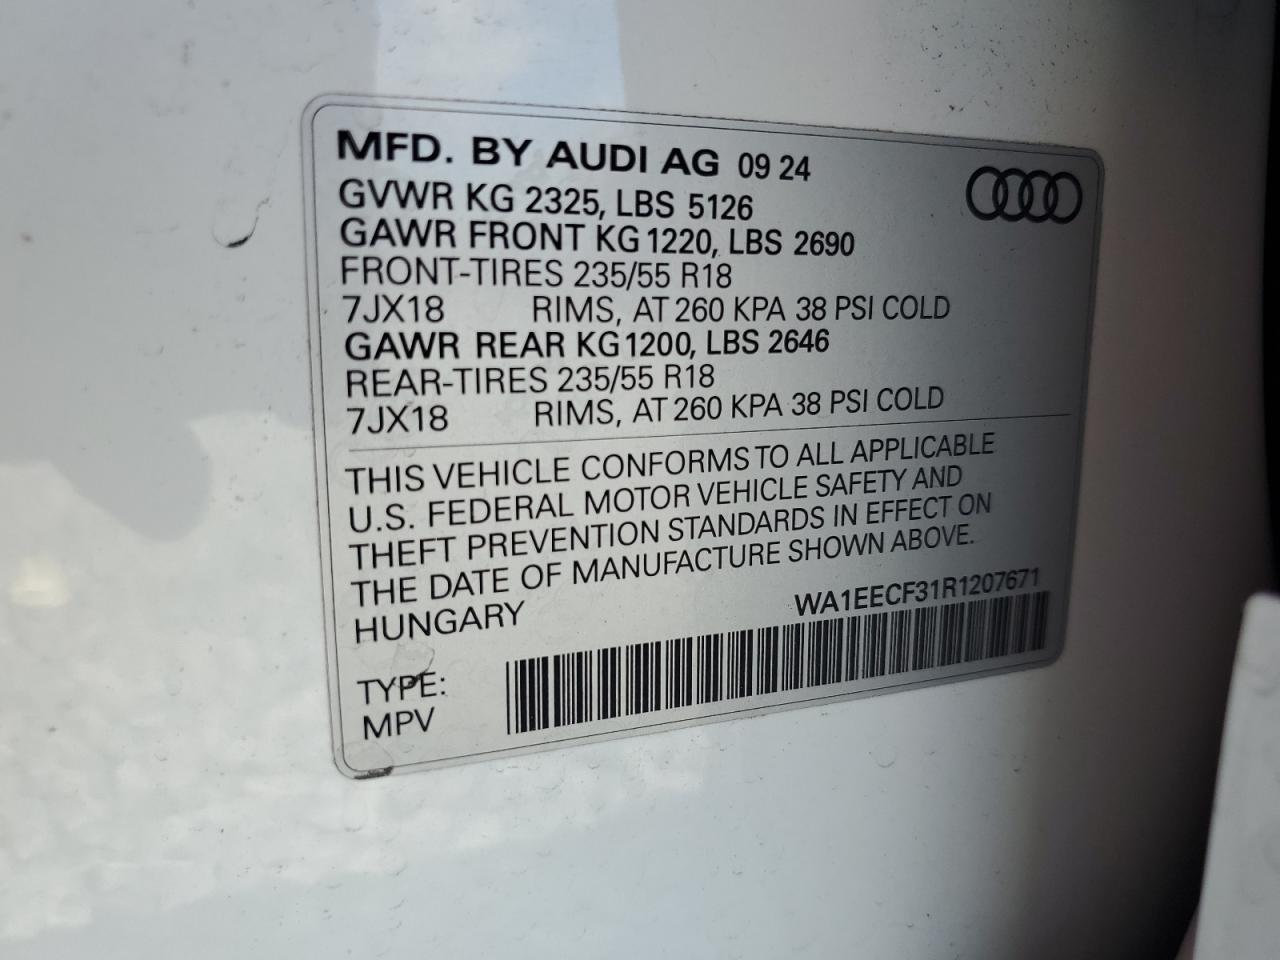 MFD. BY AUDI AG 09 24
GVWR KG 2325, LBS 5126
GAWR FRONT KG 1220, LBS 2690
FRONT-TIRES 235/55 R18
7JX18 RIMS, AT 260 KPA 38 PSI COLD
GAWR REAR KG 1200, LBS 2646
REAR-TIRES 235/55 R18
7JX18 RIMS, AT 260 KPA 38 PSI COLD
THIS VEHICLE CONFORMS TO ALL APPLICABLE
U.S. FEDERAL MOTOR VEHICLE SAFETY AND
THEFT PREVENTION STANDARDS IN EFFECT ON
THE DATE OF MANUFACTURE SHOWN ABOVE.
HUNGARY WA1EECF31R1207671
TYPE:
MPV